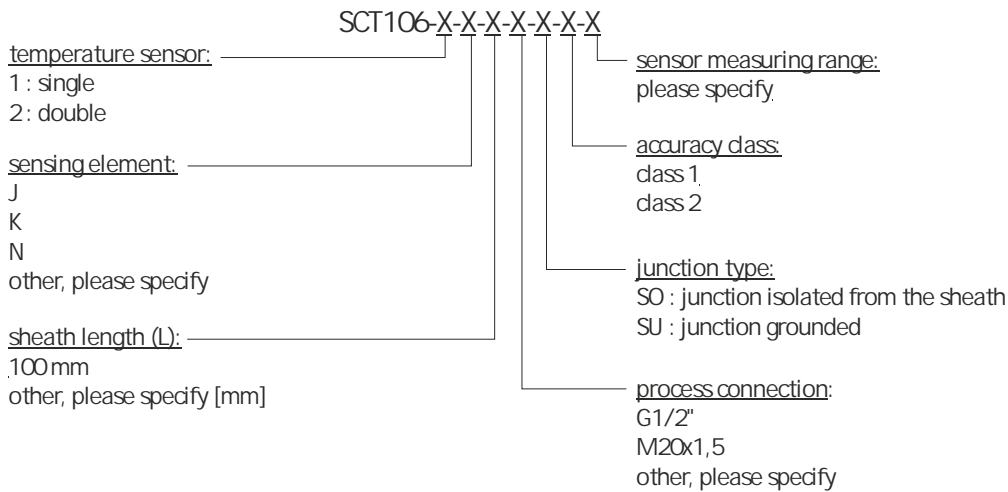 SCT106-X-X-X-X-X-X-X
temperature sensor:
1 : single
2 : double
sensing element:
J
K
N
other, please specify
sheath length (L):
100 mm
other, please specify [mm]
sensor measuring range:
please specify
accuracy class:
class 1
class 2
junction type:
SO : junction isolated from the sheath
SU : junction grounded
process connection:
G1/2"
M20x1,5
other, please specify